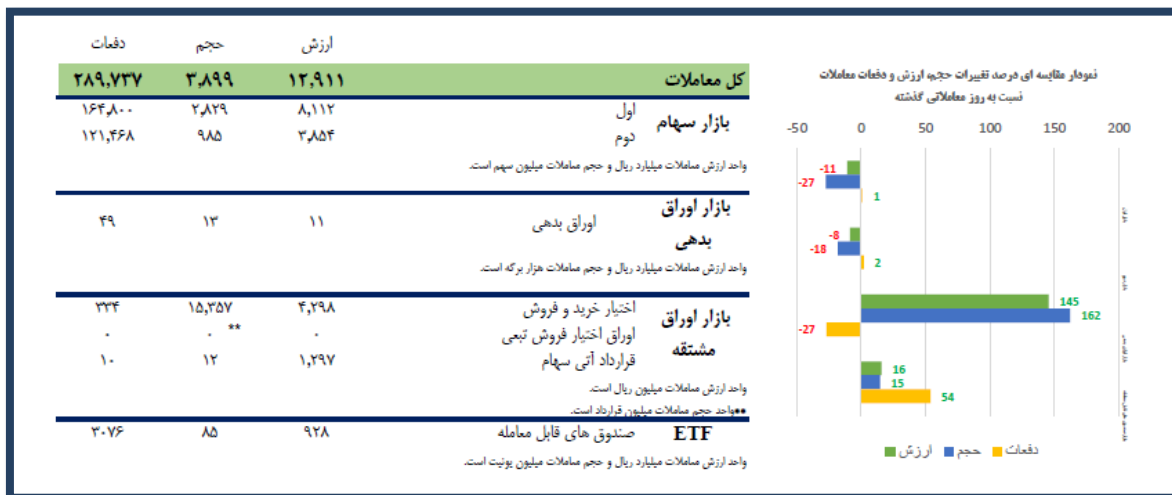 ارزش حجم دفعات
کل معاملات ۱۲,۹۱۱ ۳,۸۹۹ ۲۸۹,۷۳۷
بازار سهام
اول ۸,۱۱۲ ۲,۸۲۹ ۱۶۴,۸۰۰
دوم ۳,۸۵۴ ۹۸۵ ۱۲۱,۴۶۸
واحد ارزش معاملات میلیارد ریال و حجم معاملات میلیون سهم است.
بازار اوراق
بدهی
اوراق بدهی ۱۱ ۱۳ ۴۹
واحد ارزش معاملات میلیارد ریال و حجم معاملات هزار برگه است.
بازار اوراق
مشتقه
اختیار خرید و فروش ۴,۲۹۸ ۱۵,۳۵۷ ۳۳۴
اوراق اختیار فروش تبعی ۰ ۰ ** ۰
قرارداد آتی سهام ۱,۲۹۷ ۱۲ ۱۰
واحد ارزش معاملات میلیون ریال است.
**واحد حجم معاملات میلیون قرارداد است.
ETF صندوق های قابل معامله ۹۲۸ ۸۵ ۳۰۷۶
واحد ارزش معاملات میلیارد ریال و حجم معاملات میلیون یونیت است.
نمودار مقایسه ای درصد تغییرات حجم، ارزش و دفعات معاملات
نسبت به روز معاملاتی گذشته
-50 0 50 100 150 200
-11
-27
1
-8
-18
2
145
162
-27
16
15
54
دفعات حجم ارزش